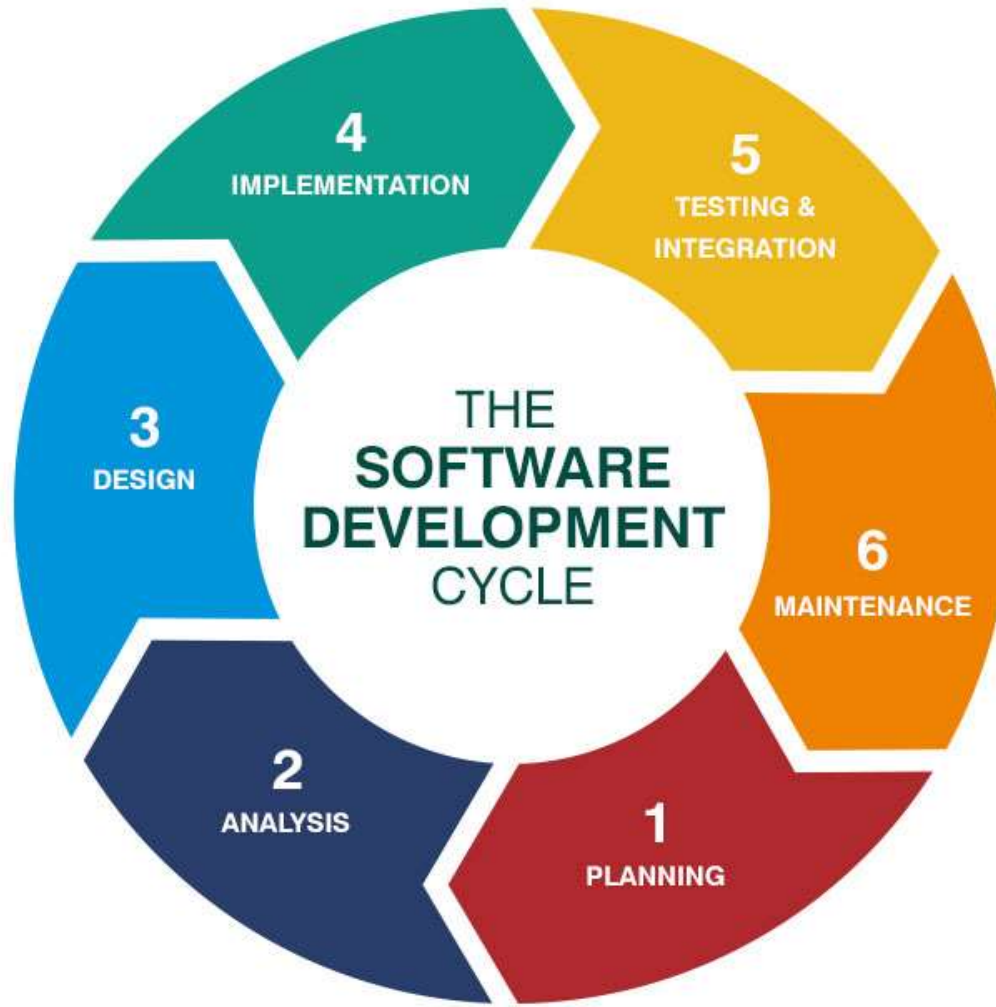 THE
SOFTWARE
DEVELOPMENT
CYCLE
1
PLANNING
2
ANALYSIS
3
DESIGN
4
IMPLEMENTATION
5
TESTING &
INTEGRATION
6
MAINTENANCE